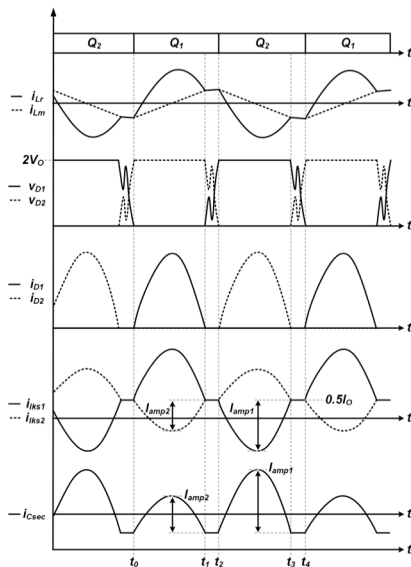 Q2 Q1 Q2 Q1 t
iLr
iLm
t
2VO
vD1
vD2
t
iD1
iD2
t
ilks1
ilks2
Iamp2
Iamp1
0.5IO
t
iCsec
Iamp2
Iamp1
t
t0 t1 t2 t3 t4